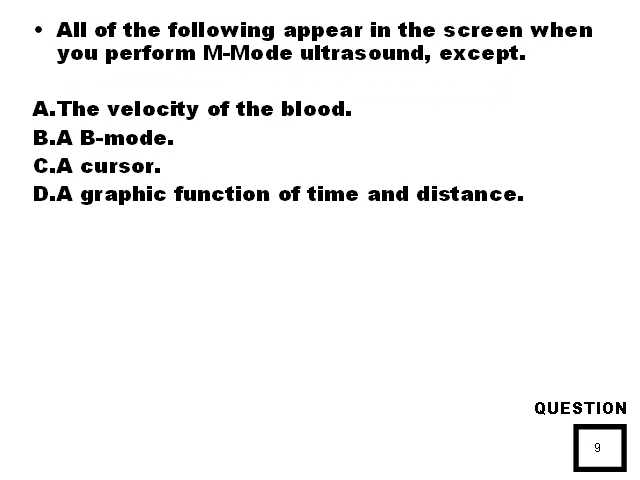 • All of the following appear in the screen when
you perform M-Mode ultrasound, except.
A.The velocity of the blood.
B.A B-mode.
C.A cursor.
D.A graphic function of time and distance.
QUESTION
9